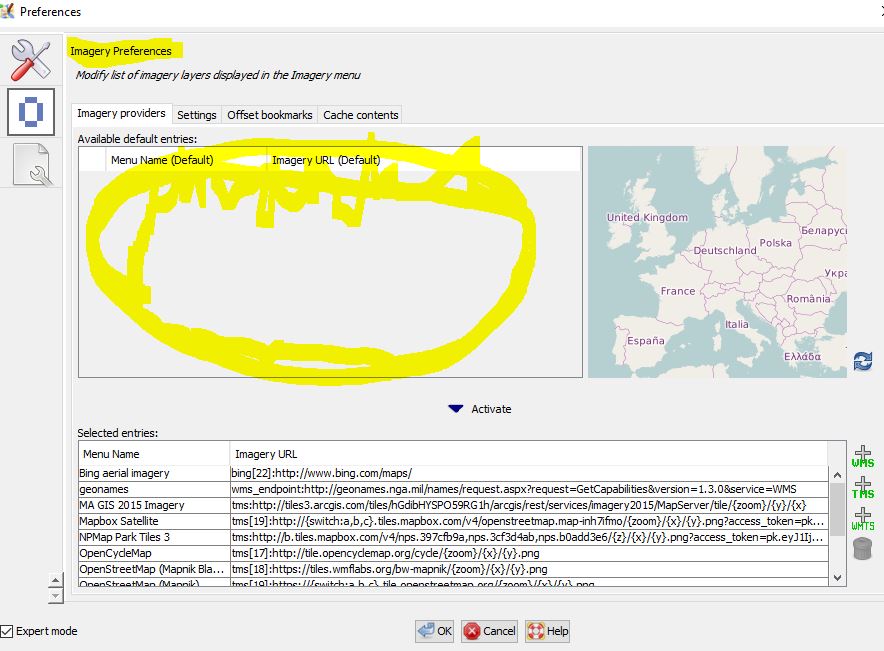 Preferences
Imagery Preferences
Modify list of imagery layers displayed in the Imagery menu
Imagery providers Settings Offset bookmarks Cache contents
Available default entries:
Menu Name (Default) Imagery URL (Default)
United Kingdom
Беларусь
Polska
Deutschland
Укра
France
România
Italia
España
Ελλάδα
Activate
Selected entries:
Menu Name Imagery URL
Bing aerial imagery bing[22]:http://www.bing.com/maps/
geonames wms_endpoint:http://geonames.nga.mil/names/request.aspx?request=GetCapabilities&version=1.3.0&service=WMS
MA GIS 2015 Imagery tms:http://tiles3.arcgis.com/tiles/hGdibHYSPO59RG1h/arcgis/rest/services/imagery2015/MapServer/tile/{zoom}/{y}/{x}
Mapbox Satellite tms[19]:http://{switch:a,b,c}.tiles.mapbox.com/v4/openstreetmap.map-inh7ifmo/{zoom}/{x}/{y}.png?access_token=pk...
NPMap Park Tiles 3 tms:http://b.tiles.mapbox.com/v4/nps.397cfb9a,nps.3cf3d4ab,nps.b0add3e6/{z}/{x}/{y}.png?access_token=pk.eyJ1Ij...
OpenCycleMap tms[17]:http://tile.opencyclemap.org/cycle/{zoom}/{x}/{y}.png
OpenStreetMap (Mapnik Bla... tms[18]:https://tiles.wmflabs.org/bw-mapnik/{zoom}/{x}/{y}.png
OpenStreetMap (Mapnik) tms[19]:https://{switch:a,b,c}.tile.openstreetmap.org/{zoom}/{x}/{y}.png
WMS
TMS
WMTS
Expert mode
OK Cancel Help